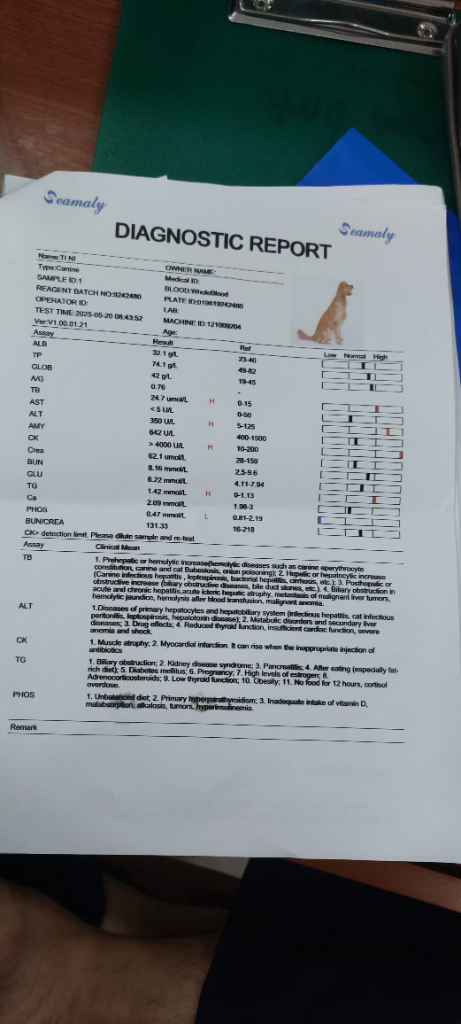 Seamaly
Seamaly
DIAGNOSTIC REPORT
Name:TI NI OWNER NAME:
Type:Canine Medical ID:
SAMPLE ID:1 BLOOD:WholeBlood
REAGENT BATCH NO:9242480 PLATE ID:019819242480
OPERATOR ID: LAB:
TEST TIME:2025-05-20 08:43:52 MACHINE ID:121009204
Ver:V1.00.01.21 Age:
Assay Result Ref Low Normal High
ALB 32.1 g/L 23-40
TP 74.1 g/L 49-82
GLOB 42 g/L 19-45
A/G 0.76 -
TB 24.7 umol/L H 0-15
AST < 5 U/L 0-50
ALT 350 U/L H 5-125
AMY 642 U/L 400-1500
CK > 4000 U/L H 10-200
Crea 62.1 umol/L 28-159
BUN 8.16 mmol/L 2.5-9.6
GLU 6.22 mmol/L 4.11-7.94
TG 1.42 mmol/L H 0-1.13
Ca 2.09 mmol/L 1.98-3
PHOS 0.47 mmol/L L 0.81-2.19
BUN/CREA 131.33 16-218
CK> detection limit. Please dilute sample and re-test
Assay Clinical Mean
TB 1. Prehepatic or hemolytic increase(hemolytic diseases such as canine eperythrocyte
constitution, canine and cat Babesiosis, onion poisoning); 2. Hepatic or hepatocytic increase
(Canine infectious hepatitis , leptospirosis, bacterial hepatitis, cirrhosis, etc.); 3. Posthepatic or
obstructive increase (biliary obstructive diseases, bile duct stones, etc.), 4. Biliary obstruction in
acute and chronic hepatitis,acute icteric hepatic atrophy, metastasis of malignant liver tumors,
hemolytic jaundice, hemolysis after blood transfusion, malignant anemia.
ALT 1.Diseases of primary hepatocytes and hepatobiliary system (infectious hepatitis, cat infectious
peritonitis, leptospirosis, hepatotoxin disease); 2. Metabolic disorders and secondary liver
diseases; 3. Drug effects; 4. Reduced thyroid function, insufficient cardiac function, severe
anemia and shock.
CK 1. Muscle atrophy; 2. Myocardial infarction. It can rise when the inappropriate injection of
antibiotics
TG 1. Biliary obstruction; 2. Kidney disease syndrome; 3. Pancreatitis; 4. After eating (especially fat-
rich diet); 5. Diabetes mellitus; 6. Pregnancy; 7. High levels of estrogen; 8.
Adrenocorticosteroids; 9. Low thyroid function; 10. Obesity; 11. No food for 12 hours, cortisol
overdose.
PHOS 1. Unbalanced diet; 2. Primary hyperparathyroidism; 3. Inadequate intake of vitamin D,
malabsorption, alkalosis, tumors, hyperinsulinemia.
Remark